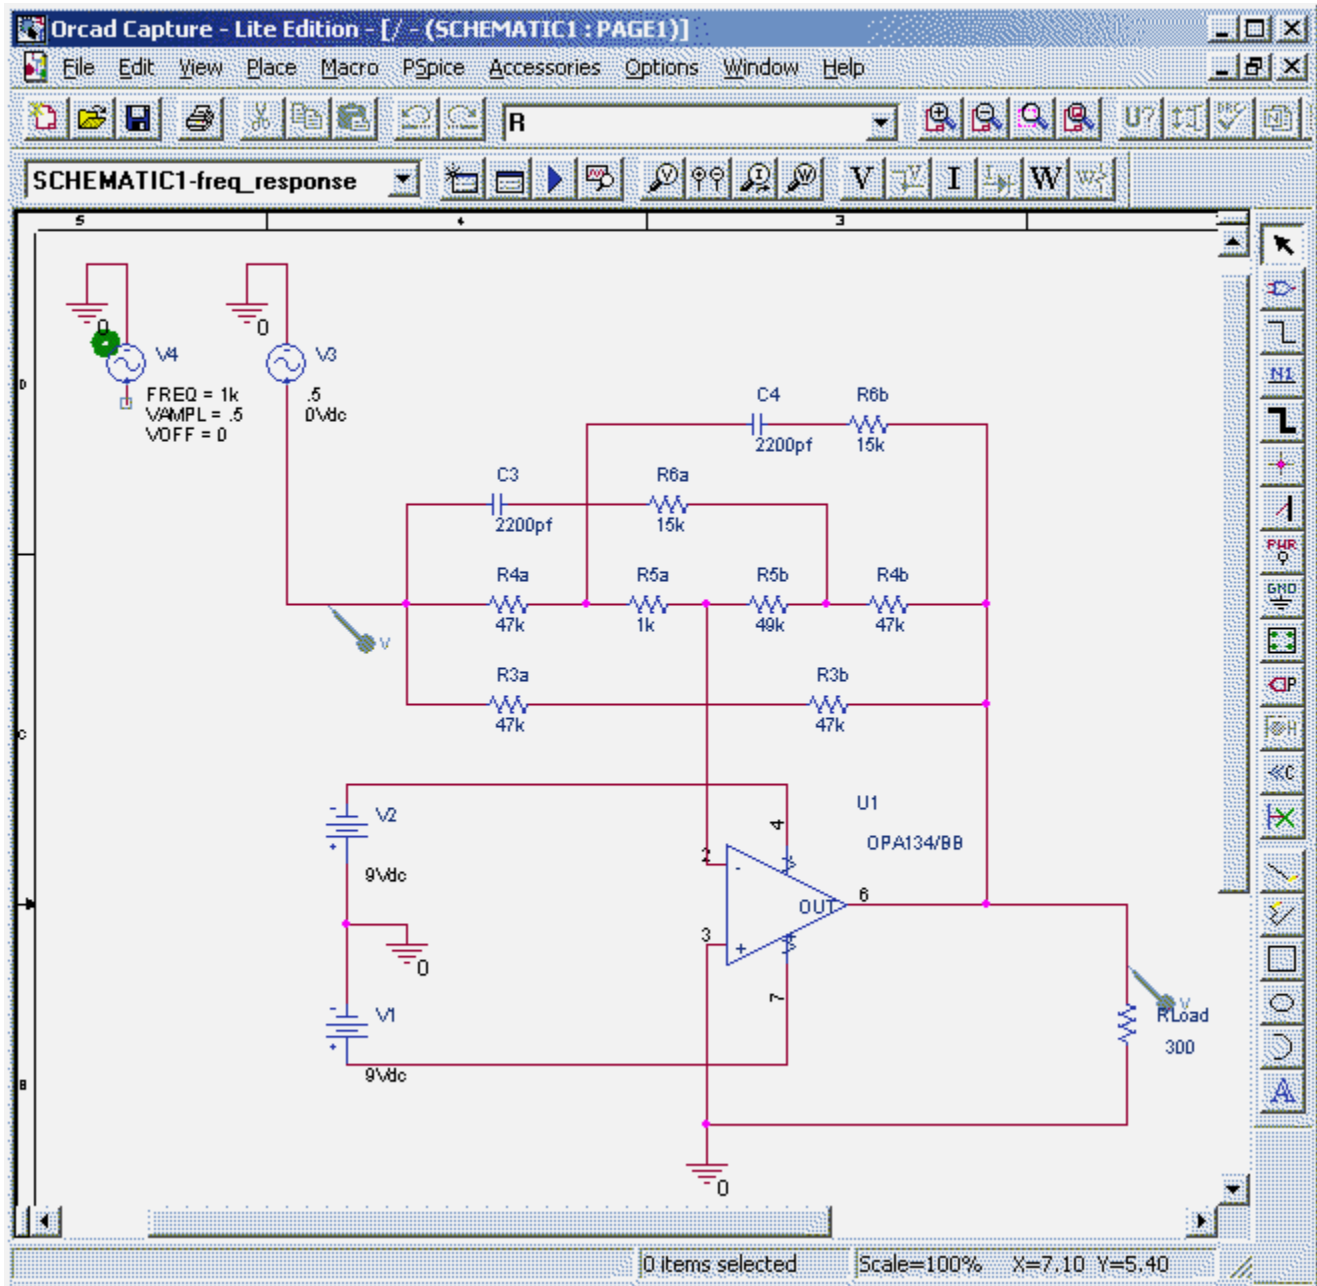 Orcad Capture - Lite Edition - [/ - (SCHEMATIC1 : PAGE1)]
File Edit View Place Macro PSpice Accessories Options Window Help
R
U?
SCHEMATIC1-freq_response
V I W
5 4 3
0
0
V4
V3
FREQ = 1k
VAMPL = .5
VOFF = 0
.5
0Vdc
D
C4
R6b
2200pf
15k
C3
R6a
2200pf
15k
R4a
R5a
R5b
R4b
47k
1k
49k
47k
V
R3a
R3b
47k
47k
C
V2
9Vdc
-
+
U1
OPA134/BB
4
2
-
OUT
6
3
+
7
0
V1
9Vdc
-
+
V
RLoad
300
B
0
N1
PWR
GND
P
H
C
A
0 items selected
Scale=100% X=7.10 Y=5.40